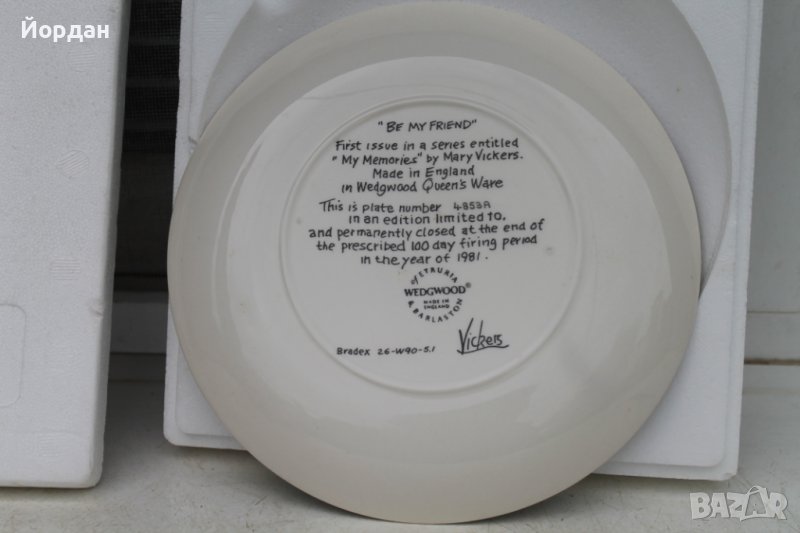 Йордан
"BE MY FRIEND"
First issue in a series entitled
"My Memories" by Mary Vickers.
Made in England
in Wedgwood Queen's Ware
This is plate number 4853A
in an edition limited to,
and permanently closed at the end of
the prescribed 100 day firing period
in the year of 1981.
OF ETRURIA
WEDGWOOD®
MADE IN
ENGLAND
& BARLASTON
Bradex 26-W90-5.1
Vickers
BAZAR